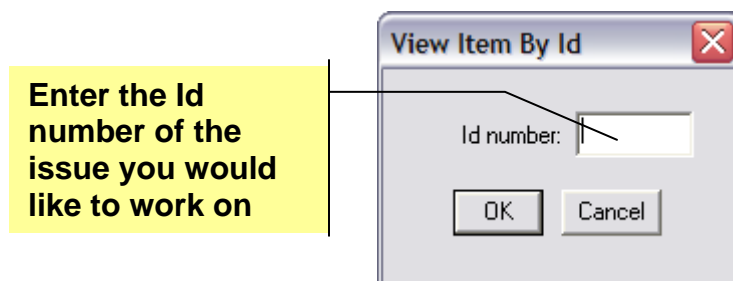 View Item By Id
Enter the Id
number of the
issue you would
like to work on
Id number:
OK Cancel